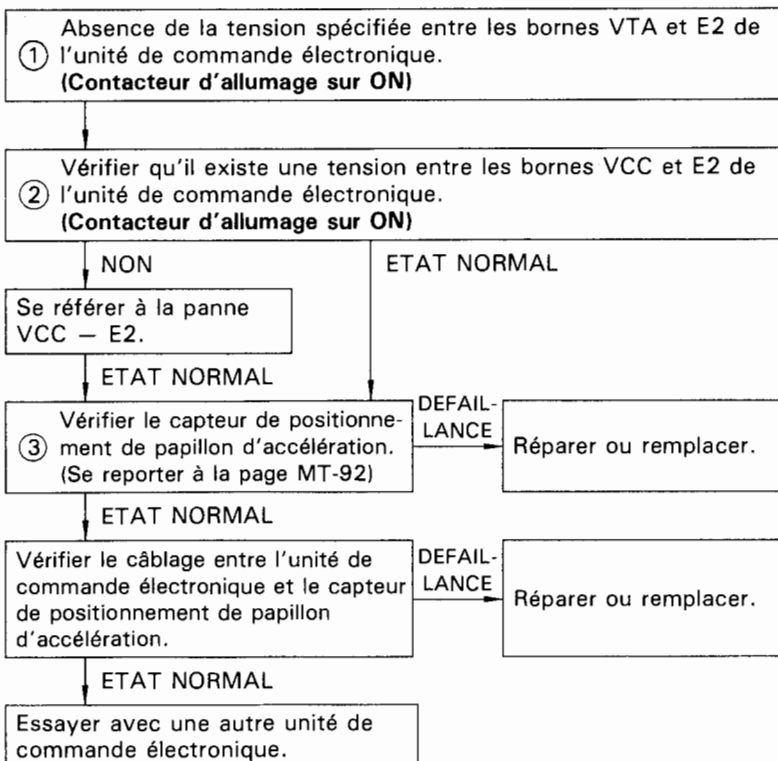 Absence de la tension spécifiée entre les bornes VTA et E2 de
① l'unité de commande électronique.
(Contacteur d'allumage sur ON)
Vérifier qu'il existe une tension entre les bornes VCC et E2 de
② l'unité de commande électronique.
(Contacteur d'allumage sur ON)
NON
ETAT NORMAL
Se référer à la panne
VCC — E2.
ETAT NORMAL
Vérifier le capteur de positionne-
③ ment de papillon d'accélération.
(Se reporter à la page MT-92)
DEFAIL-
LANCE
Réparer ou remplacer.
ETAT NORMAL
Vérifier le câblage entre l'unité de
commande électronique et le capteur
de positionnement de papillon
d'accélération.
DEFAIL-
LANCE
Réparer ou remplacer.
ETAT NORMAL
Essayer avec une autre unité de
commande électronique.